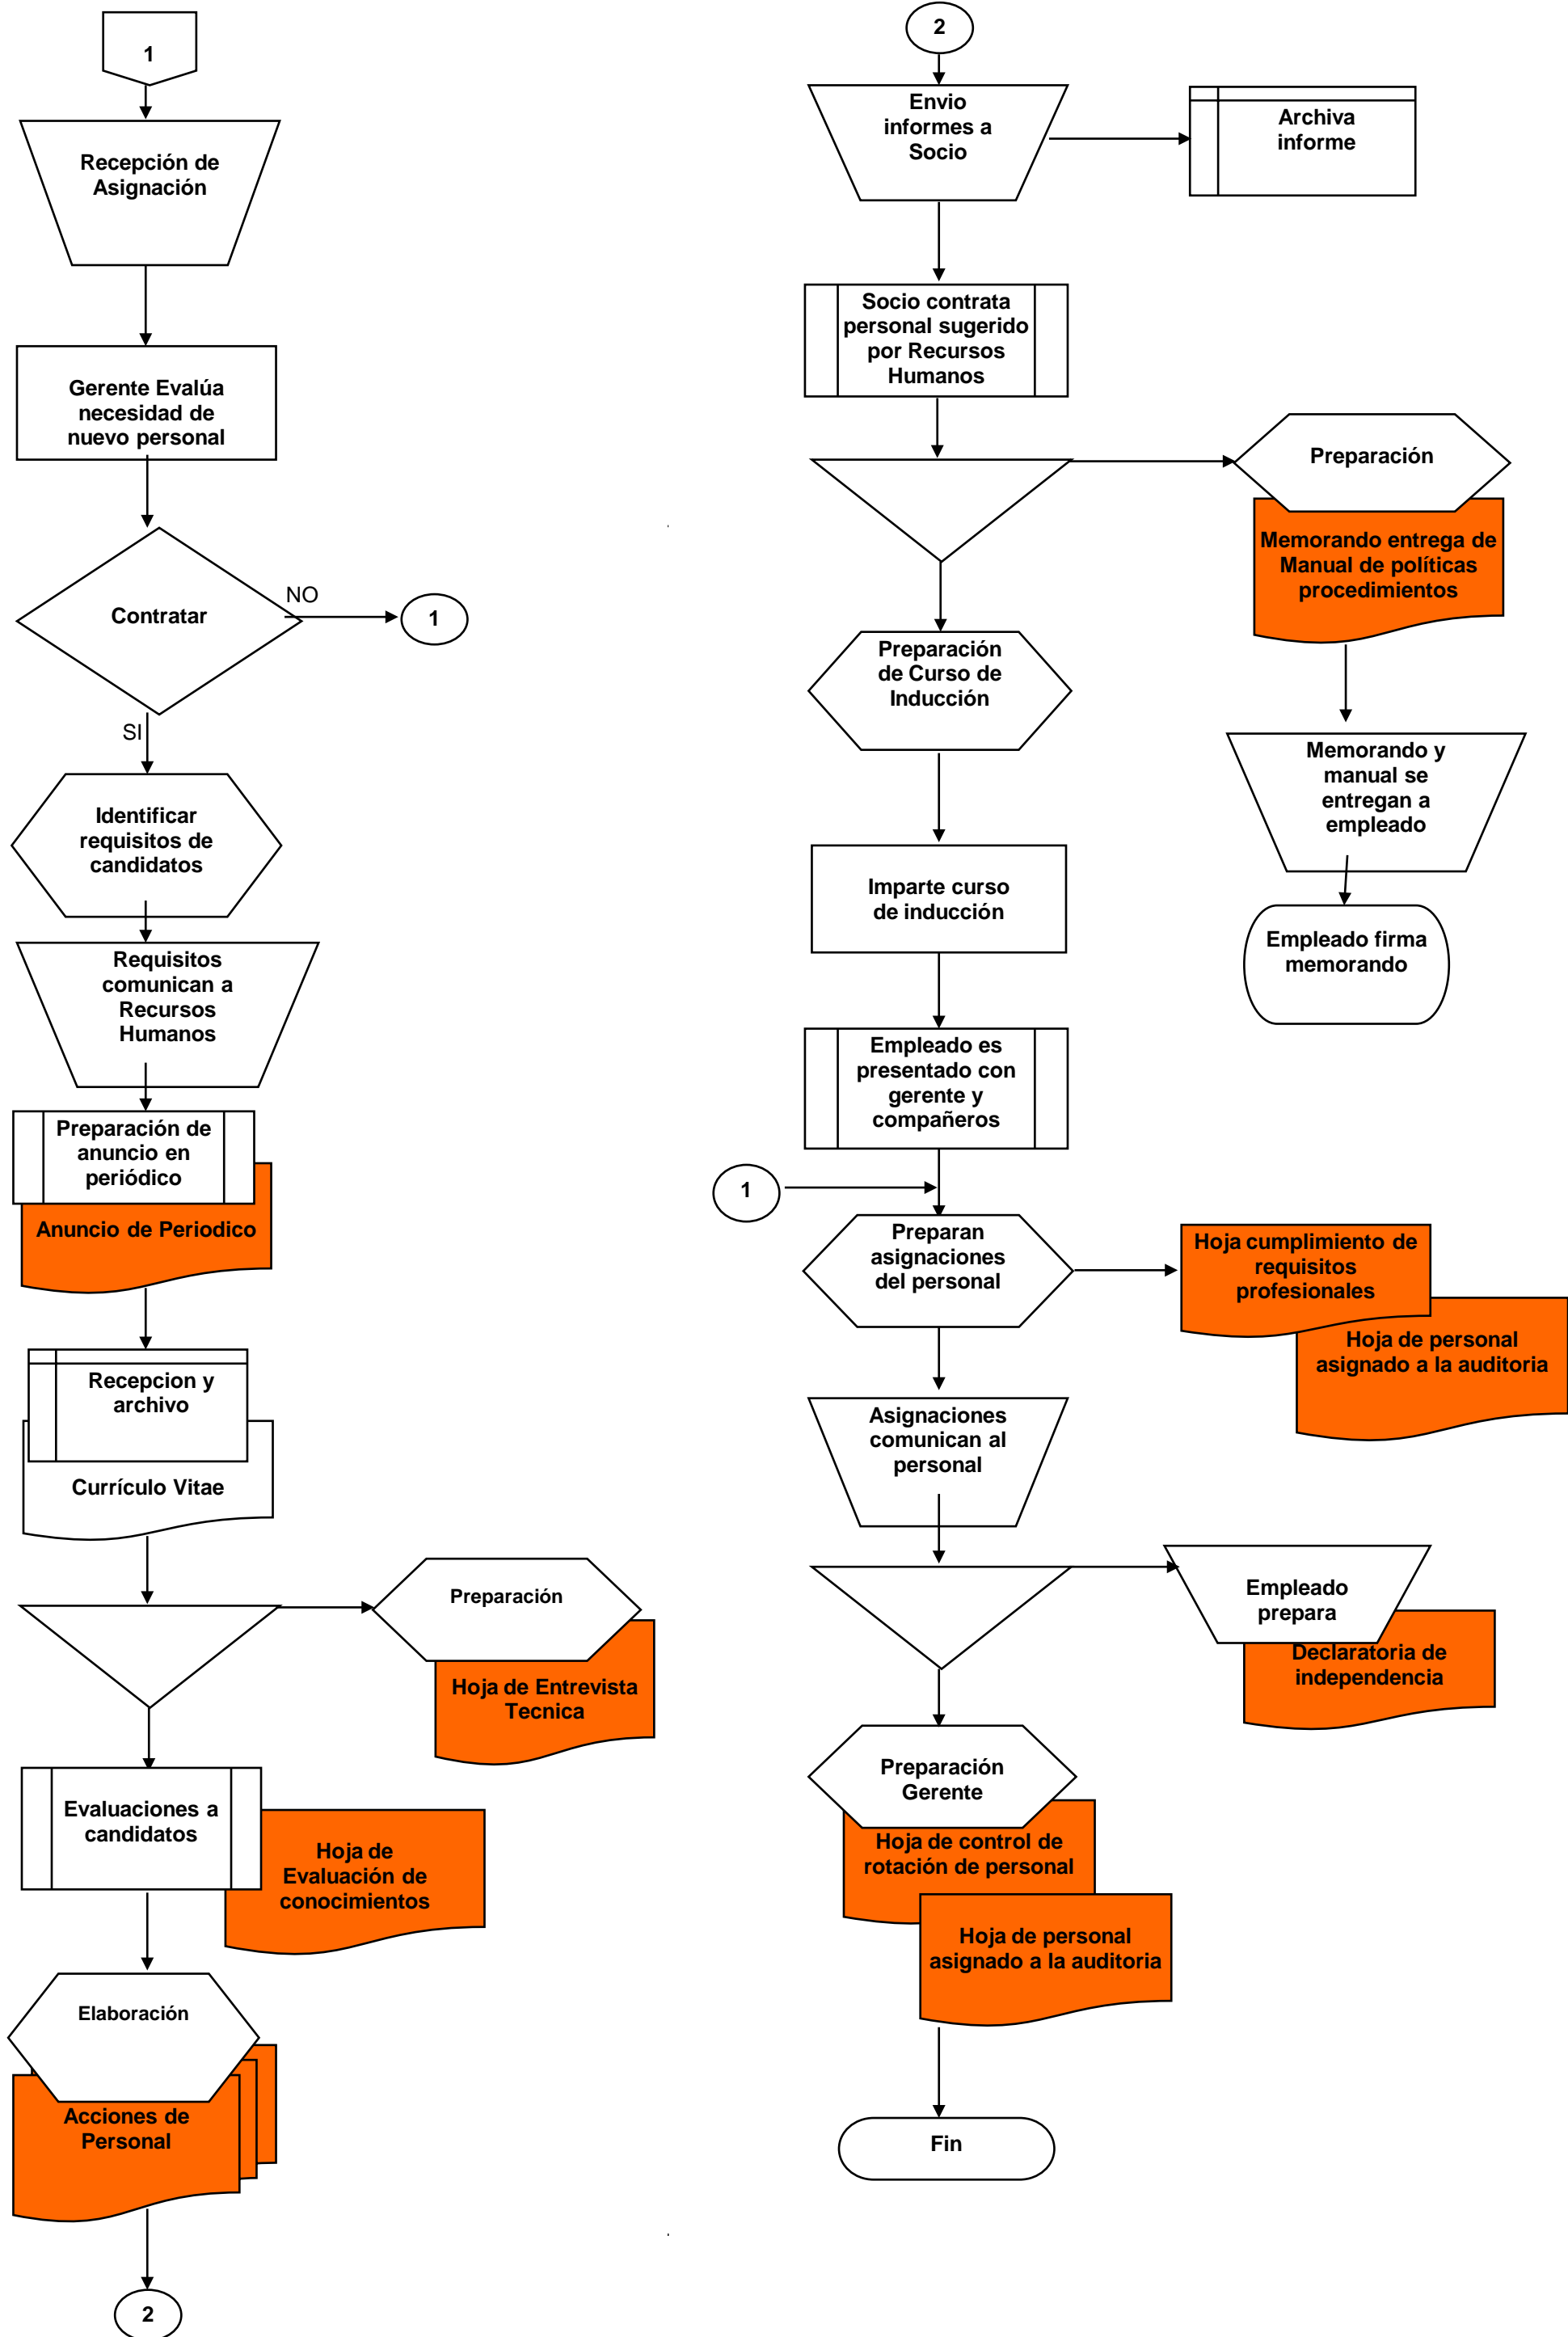 1
Recepción de
Asignación
Gerente Evalúa
necesidad de
nuevo personal
Contratar
NO
1
SI
Identificar
requisitos de
candidatos
Requisitos
comunican a
Recursos
Humanos
Preparación de
anuncio en
periódico
Anuncio de Periodico
Recepcion y
archivo
Currículo Vitae
Preparación
Hoja de Entrevista
Tecnica
Evaluaciones a
candidatos
Hoja de
Evaluación de
conocimientos
Elaboración
Acciones de
Personal
2
2
Envio
informes a
Socio
Archiva
informe
Socio contrata
personal sugerido
por Recursos
Humanos
Preparación
Memorando entrega de
Manual de políticas
procedimientos
Preparación
de Curso de
Inducción
Memorando y
manual se
entregan a
empleado
Imparte curso
de inducción
Empleado firma
memorando
Empleado es
presentado con
gerente y
compañeros
1
Preparan
asignaciones
del personal
Hoja cumplimiento de
requisitos
profesionales
Hoja de personal
asignado a la auditoria
Asignaciones
comunican al
personal
Empleado
prepara
Declaratoria de
independencia
Preparación
Gerente
Hoja de control de
rotación de personal
Hoja de personal
asignado a la auditoria
Fin